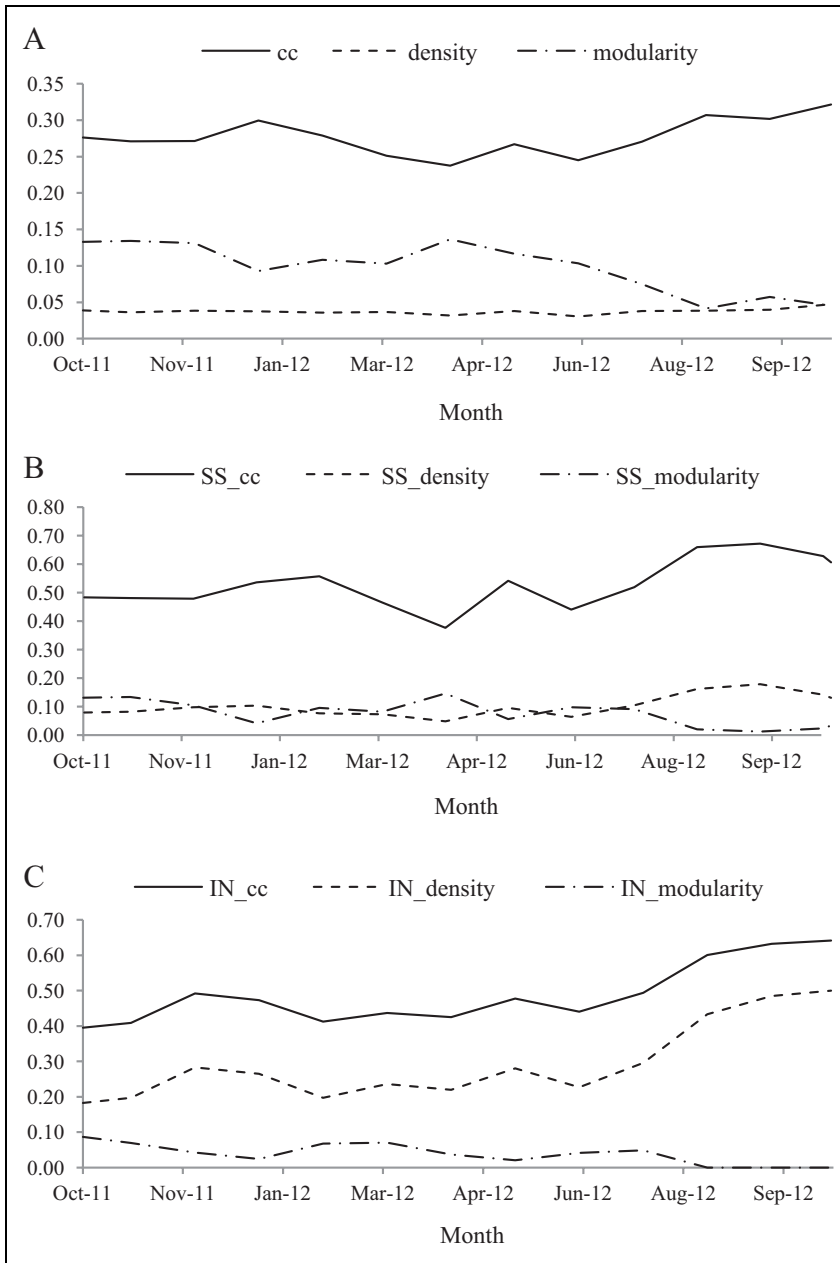 A
cc density modularity
0.35
0.30
0.25
0.20
0.15
0.10
0.05
0.00
Oct-11 Nov-11 Jan-12 Mar-12 Apr-12 Jun-12 Aug-12 Sep-12
Month
B
SS_cc SS_density SS_modularity
0.80
0.70
0.60
0.50
0.40
0.30
0.20
0.10
0.00
Oct-11 Nov-11 Jan-12 Mar-12 Apr-12 Jun-12 Aug-12 Sep-12
Month
C
IN_cc IN_density IN_modularity
0.70
0.60
0.50
0.40
0.30
0.20
0.10
0.00
Oct-11 Nov-11 Jan-12 Mar-12 Apr-12 Jun-12 Aug-12 Sep-12
Month